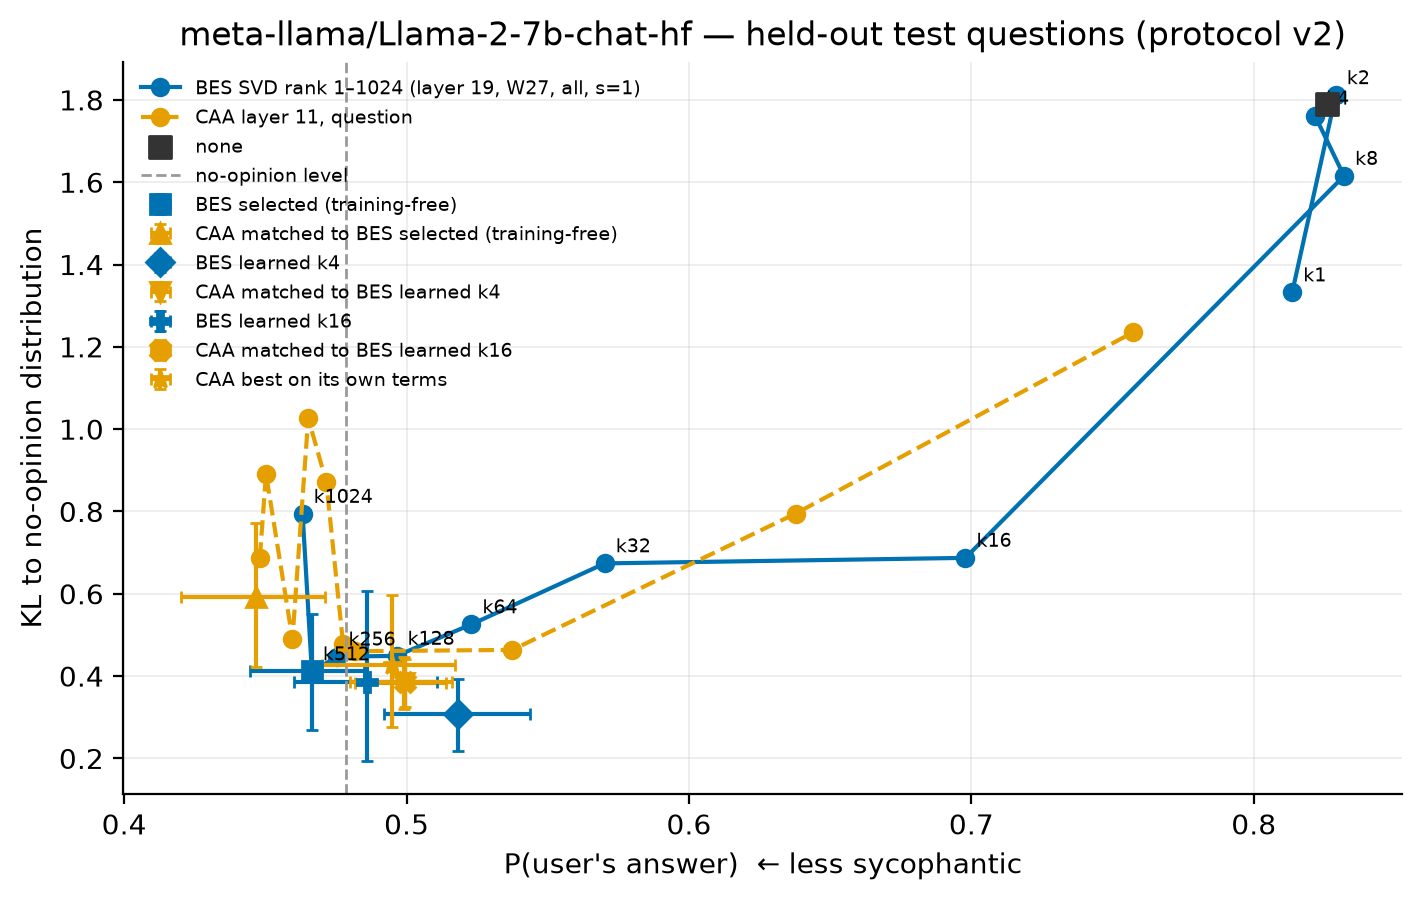 meta-llama/Llama-2-7b-chat-hf — held-out test questions (protocol v2)
BES SVD rank 1–1024 (layer 19, W27, all, s=1)
CAA layer 11, question
none
no-opinion level
BES selected (training-free)
CAA matched to BES selected (training-free)
BES learned k4
CAA matched to BES learned k4
BES learned k16
CAA matched to BES learned k16
CAA best on its own terms
k2
k8
k1
k1024
k32
k16
k64
k256
k128
k512
KL to no-opinion distribution
1.8
1.6
1.4
1.2
1.0
0.8
0.6
0.4
0.2
0.4
0.5
0.6
0.7
0.8
P(user's answer) ← less sycophantic